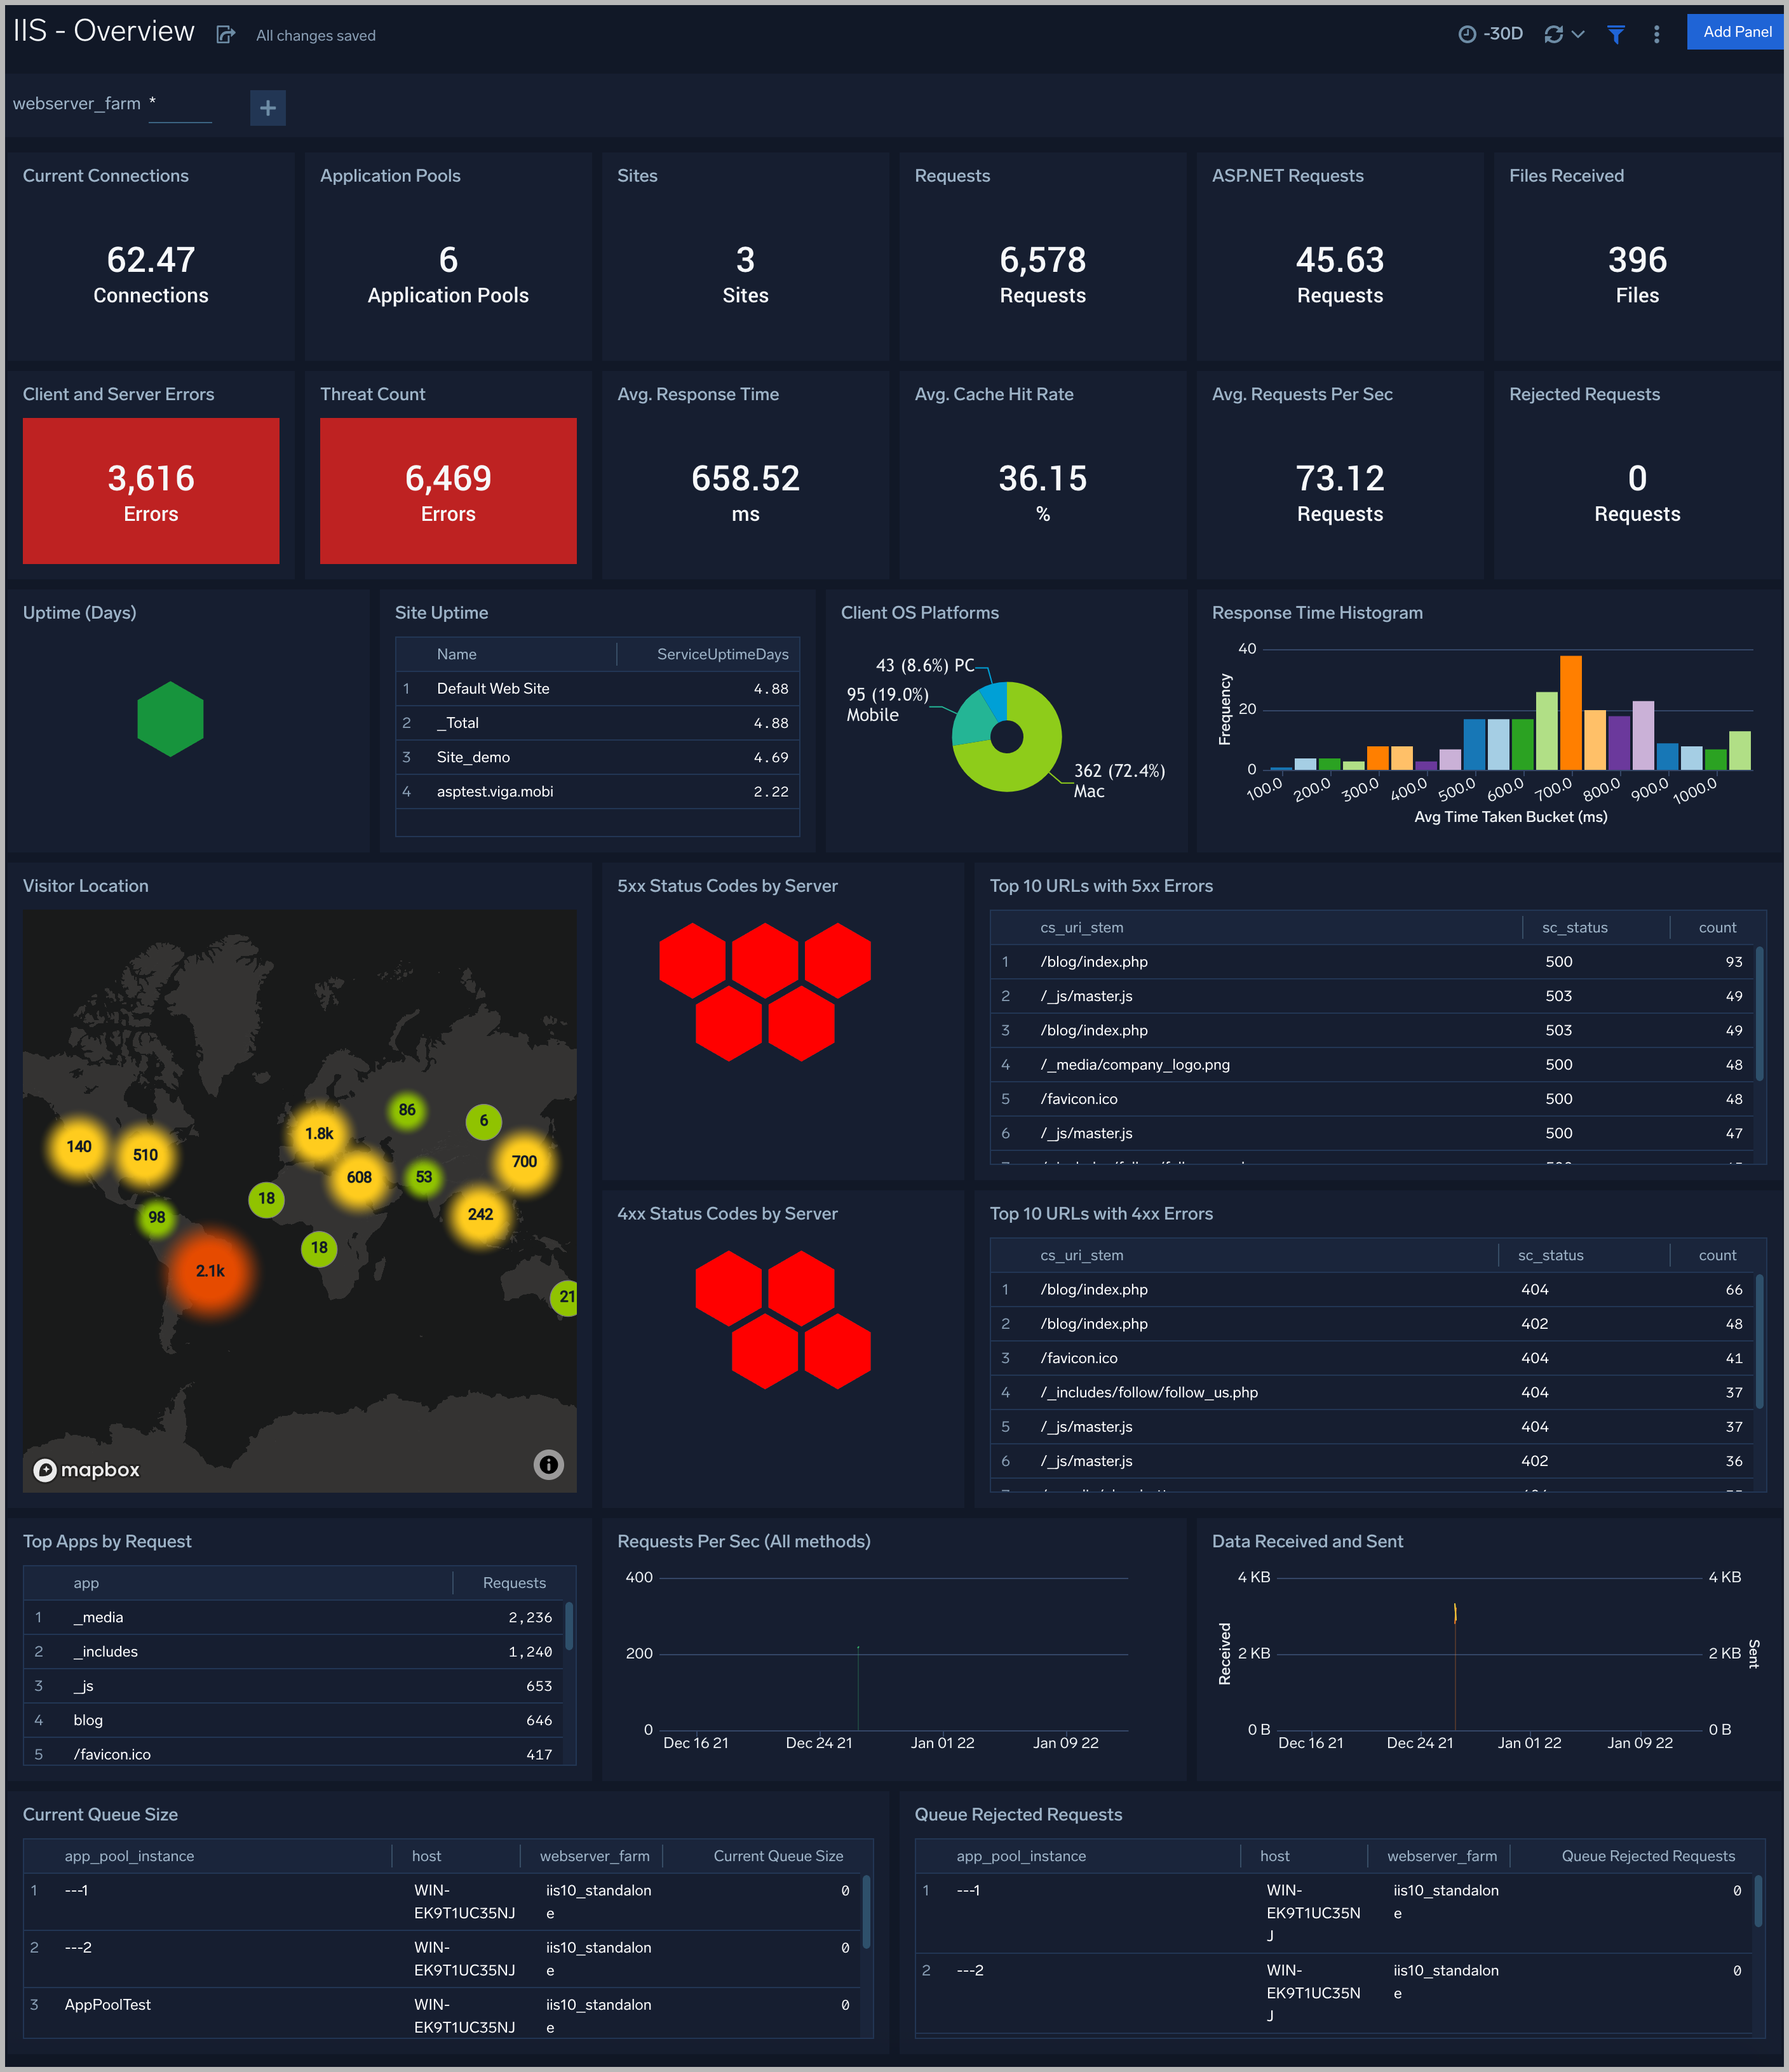 IIS - Overview
All changes saved
-30D
Add Panel
webserver_farm *
Current Connections
62.47
Connections
Application Pools
6
Application Pools
Sites
3
Sites
Requests
6,578
Requests
ASP.NET Requests
45.63
Requests
Files Received
396
Files
Client and Server Errors
3,616
Errors
Threat Count
6,469
Errors
Avg. Response Time
658.52
ms
Avg. Cache Hit Rate
36.15
%
Avg. Requests Per Sec
73.12
Requests
Rejected Requests
0
Requests
Uptime (Days)
Site Uptime
Name ServiceUptimeDays
1 Default Web Site 4.88
2 _Total 4.88
3 Site_demo 4.69
4 asptest.viga.mobi 2.22
Client OS Platforms
43 (8.6%) PC
95 (19.0%)
Mobile
362 (72.4%)
Mac
Response Time Histogram
Frequency
40
20
0
100.0 200.0 300.0 400.0 500.0 600.0 700.0 800.0 900.0 1000.0
Avg Time Taken Bucket (ms)
Visitor Location
86
6
1.8k
140
510
700
608
53
18
98
242
18
2.1k
21
mapbox
5xx Status Codes by Server
Top 10 URLs with 5xx Errors
cs_uri_stem sc_status count
1 /blog/index.php 500 93
2 /_js/master.js 503 49
3 /blog/index.php 503 49
4 /_media/company_logo.png 500 48
5 /favicon.ico 500 48
6 /_js/master.js 500 47
4xx Status Codes by Server
Top 10 URLs with 4xx Errors
cs_uri_stem sc_status count
1 /blog/index.php 404 66
2 /blog/index.php 402 48
3 /favicon.ico 404 41
4 /_includes/follow/follow_us.php 404 37
5 /_js/master.js 404 37
6 /_js/master.js 402 36
Top Apps by Request
app Requests
1 _media 2,236
2 _includes 1,240
3 _js 653
4 blog 646
5 /favicon.ico 417
Requests Per Sec (All methods)
400
200
0
Dec 16 21 Dec 24 21 Jan 01 22 Jan 09 22
Data Received and Sent
Received
4 KB 4 KB
2 KB 2 KB
0 B 0 B
Sent
Dec 16 21 Dec 24 21 Jan 01 22 Jan 09 22
Current Queue Size
app_pool_instance host webserver_farm Current Queue Size
1 ---1 WIN- iis10_standalon 0
EK9T1UC35NJ e
2 ---2 WIN- iis10_standalon 0
EK9T1UC35NJ e
3 AppPoolTest WIN- iis10_standalon 0
EK9T1UC35NJ e
Queue Rejected Requests
app_pool_instance host webserver_farm Queue Rejected Requests
1 ---1 WIN- iis10_standalon 0
EK9T1UC35N e
J
2 ---2 WIN- iis10_standalon 0
EK9T1UC35N e
J